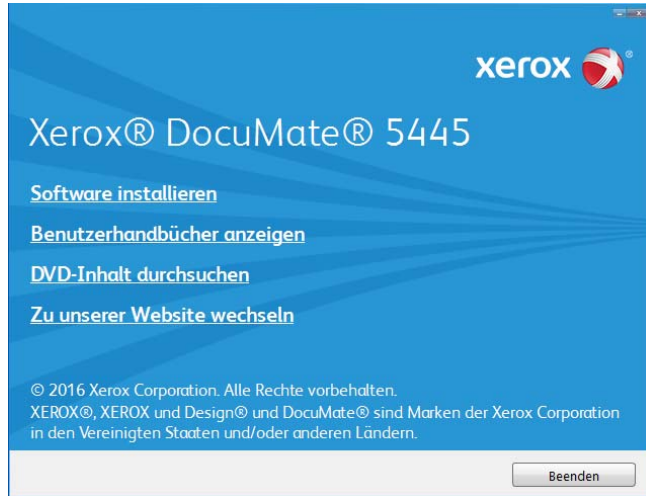 xerox ®
Xerox® DocuMate® 5445
Software installieren
Benutzerhandbücher anzeigen
DVD-Inhalt durchsuchen
Zu unserer Website wechseln
© 2016 Xerox Corporation. Alle Rechte vorbehalten.
XEROX®, XEROX und Design® und DocuMate® sind Marken der Xerox Corporation
in den Vereinigten Staaten und/oder anderen Ländern.
Beenden